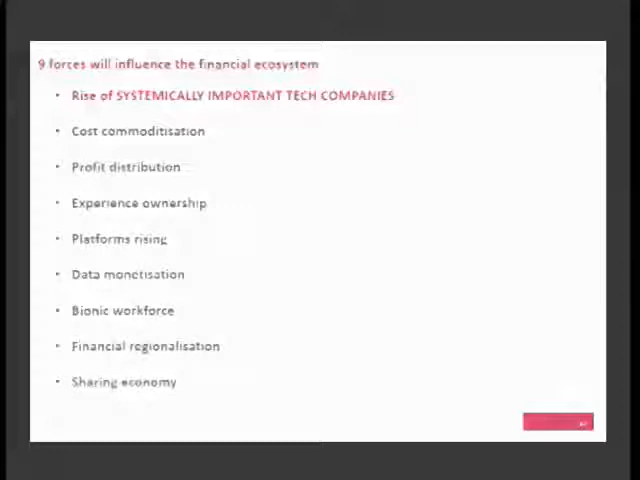 9 forces will influence the financial ecosystem
• Rise of SYSTEMICALLY IMPORTANT TECH COMPANIES
• Cost commoditisation
• Profit distribution
• Experience ownership
• Platforms rising
• Data monetisation
• Bionic workforce
• Financial regionalisation
• Sharing economy